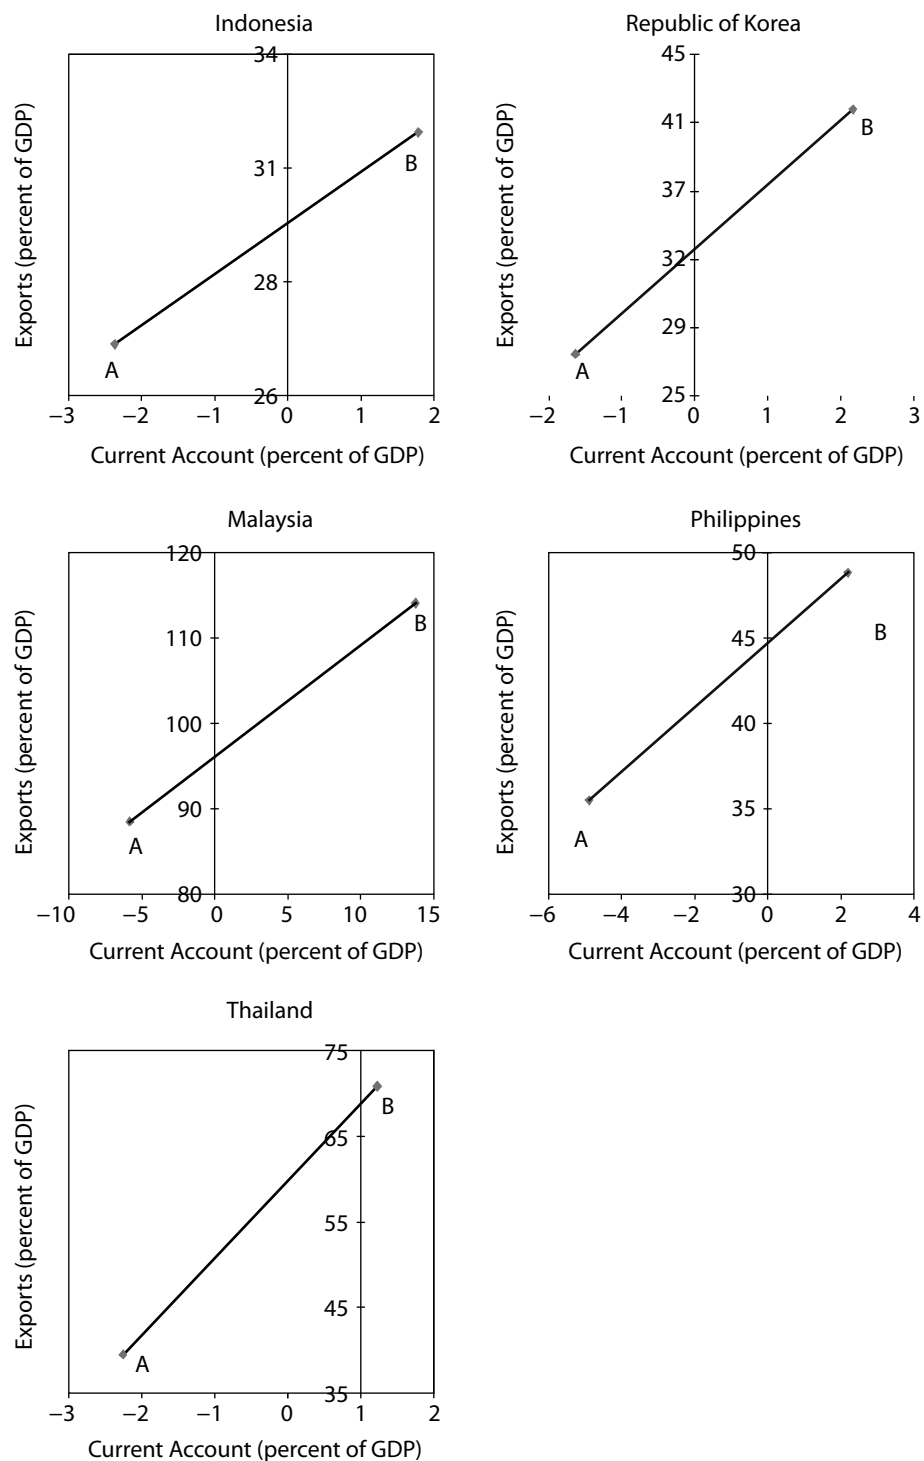 Indonesia
34
31
28
26
Exports (percent of GDP)
A
B
−3 −2 −1 0 1 2
Current Account (percent of GDP)
Republic of Korea
45
41
37
32
29
25
Exports (percent of GDP)
A
B
−2 −1 0 1 2 3
Current Account (percent of GDP)
Malaysia
120
110
100
90
80
Exports (percent of GDP)
A
B
−10 −5 0 5 10 15
Current Account (percent of GDP)
Philippines
50
45
40
35
30
Exports (percent of GDP)
A
B
−6 −4 −2 0 2 4
Current Account (percent of GDP)
Thailand
75
65
55
45
35
Exports (percent of GDP)
A
B
−3 −2 −1 0 1 2
Current Account (percent of GDP)